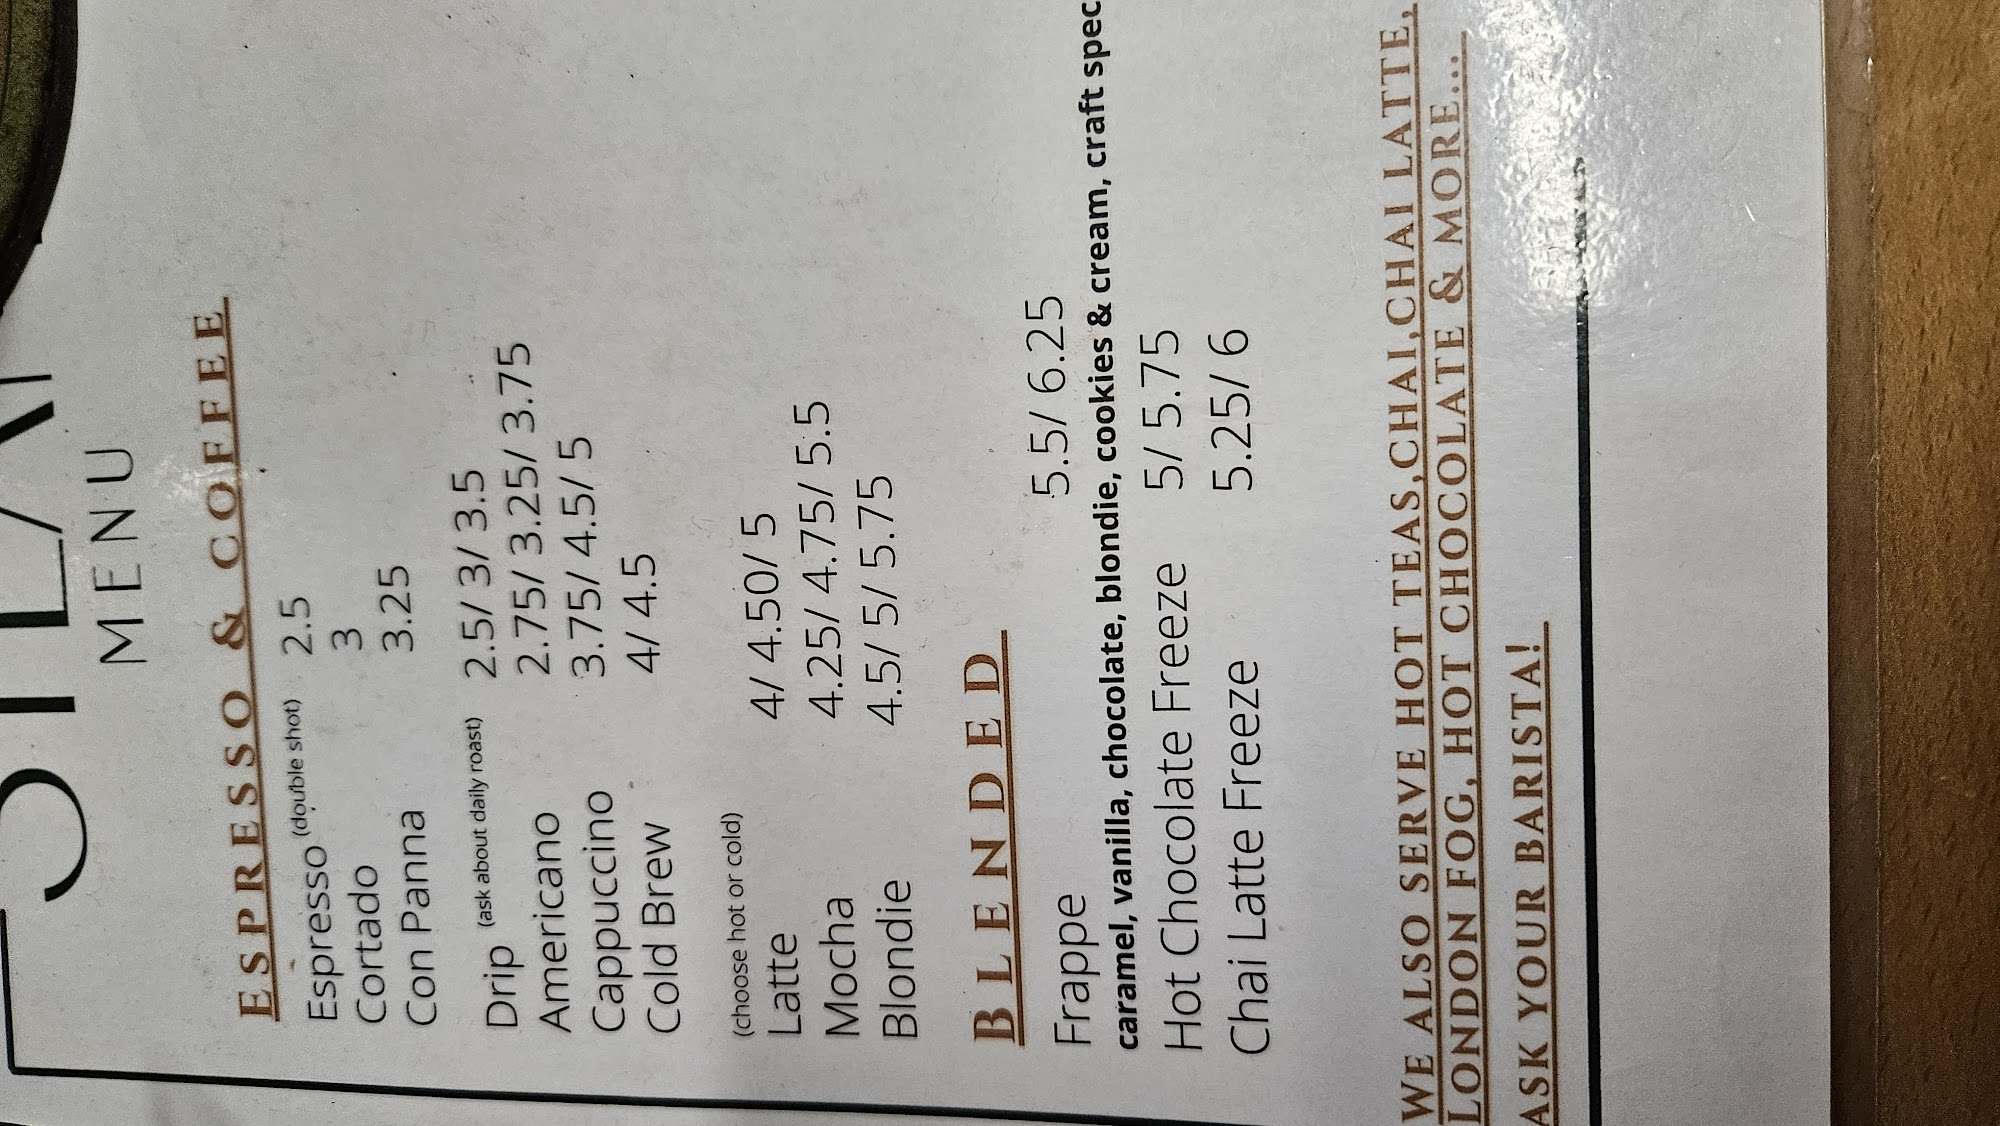 MENU
ESPRESSO & COFFEE
Espresso (double shot) 2.5
Cortado 3
Con Panna 3.25
Drip (ask about daily roast) 2.5/ 3/ 3.5
Americano 2.75/ 3.25/ 3.75
Cappuccino 3.75/ 4.5/ 5
Cold Brew 4/ 4.5
(choose hot or cold)
Latte 4/ 4.50/ 5
Mocha 4.25/ 4.75/ 5.5
Blondie 4.5/ 5/ 5.75
BLENDED
Frappe 5.5/ 6.25
caramel, vanilla, chocolate, blondie, cookies & cream, craft spec
Hot Chocolate Freeze 5/ 5.75
Chai Latte Freeze 5.25/ 6
WE ALSO SERVE HOT TEAS,CHAI,CHAI LATTE,
LONDON FOG, HOT CHOCOLATE & MORE...
ASK YOUR BARISTA!